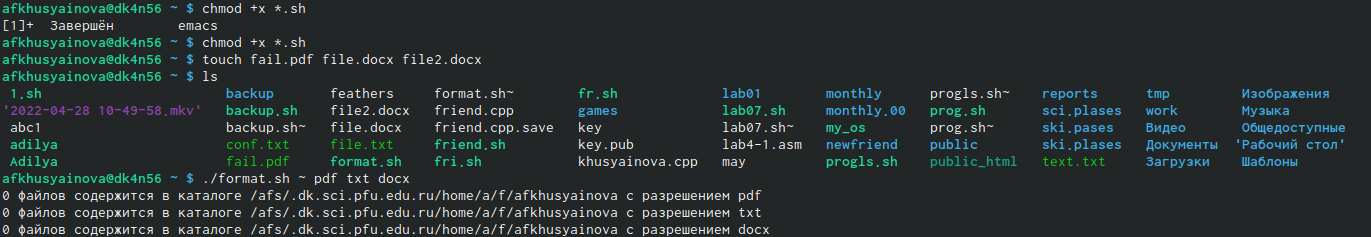 afkhusyainova@dk4n56 ~ $ chmod +x *.sh
[1]+  Завершён        emacs
afkhusyainova@dk4n56 ~ $ chmod +x *.sh
afkhusyainova@dk4n56 ~ $ touch fail.pdf file.docx file2.docx
afkhusyainova@dk4n56 ~ $ ls
1.sh backup feathers format.sh~ fr.sh lab01 monthly progls.sh~ reports tmp Изображения
'2022-04-28 10-49-58.mkv' backup.sh file2.docx friend.cpp games lab07.sh monthly.00 prog.sh sci.plases work Музыка
abc1 backup.sh~ file.docx friend.cpp.save key lab07.sh~ my_os prog.sh~ ski.pases Видео Общедоступные
adilya conf.txt file.txt friend.sh key.pub lab4-1.asm newfriend public ski.plases Документы 'Рабочий стол'
Adilya fail.pdf format.sh fri.sh khusyainova.cpp may progls.sh public_html text.txt Загрузки Шаблоны
afkhusyainova@dk4n56 ~ $ ./format.sh ~ pdf txt docx
0 файлов содержится в каталоге /afs/.dk.sci.pfu.edu.ru/home/a/f/afkhusyainova с разрешением pdf
0 файлов содержится в каталоге /afs/.dk.sci.pfu.edu.ru/home/a/f/afkhusyainova с разрешением txt
0 файлов содержится в каталоге /afs/.dk.sci.pfu.edu.ru/home/a/f/afkhusyainova с разрешением docx